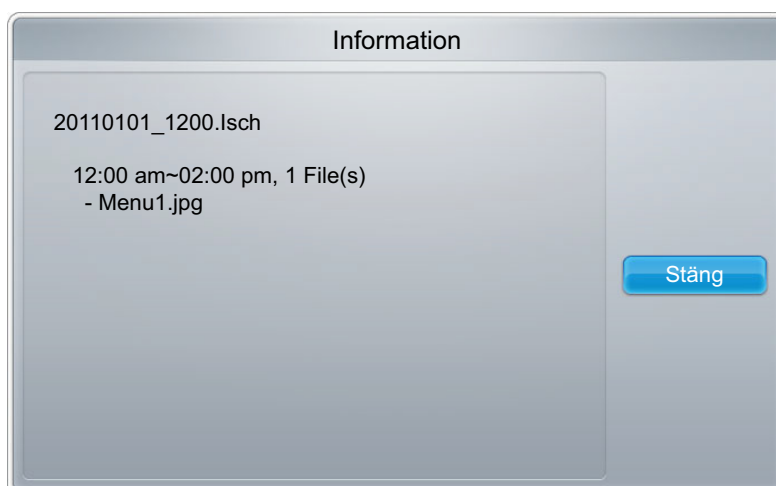 Information
20110101_1200.lsch
12:00 am~02:00 pm, 1 File(s)
- Menu1.jpg
Stäng